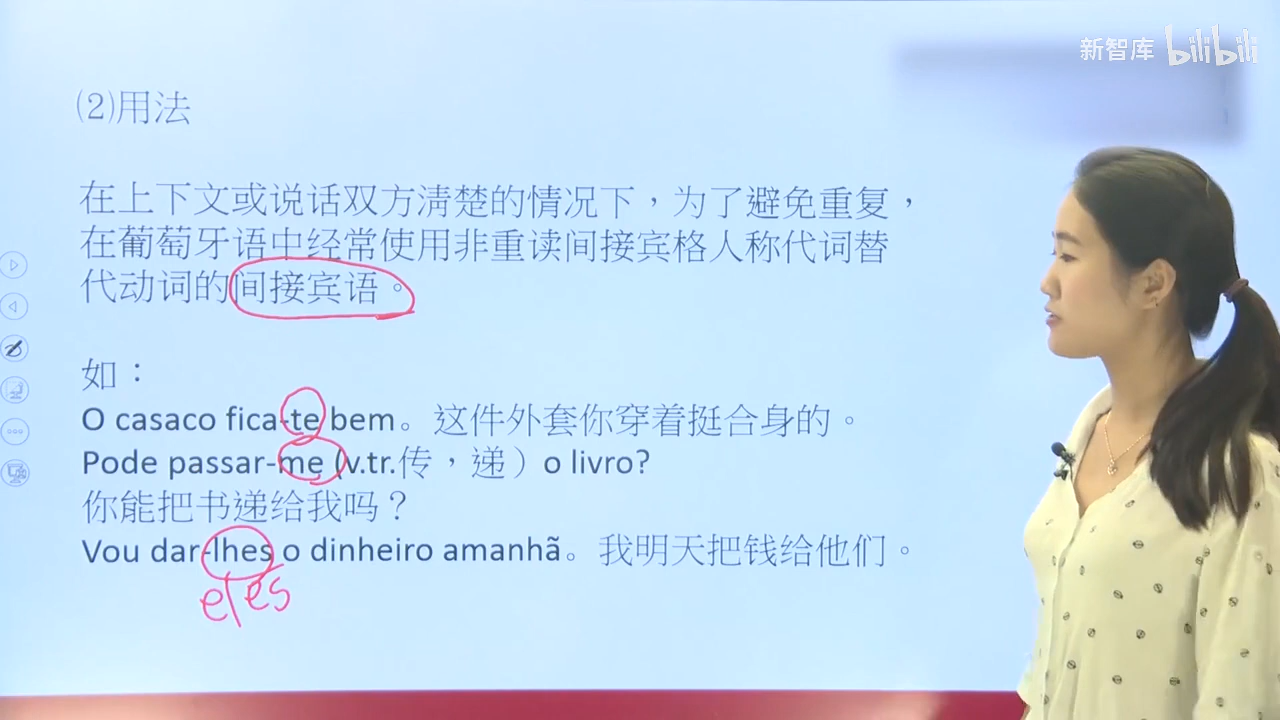 新智库 bilibili
⑵用法
在上下文或说话双方清楚的情况下，为了避免重复，
在葡萄牙语中经常使用非重读间接宾格人称代词替
代动词的间接宾语。
如：
O casaco fica-te bem。这件外套你穿着挺合身的。
Pode passar-me (v.tr.传，递）o livro?
你能把书递给我吗？
Vou dar-lhes o dinheiro amanhã。我明天把钱给他们。
eles